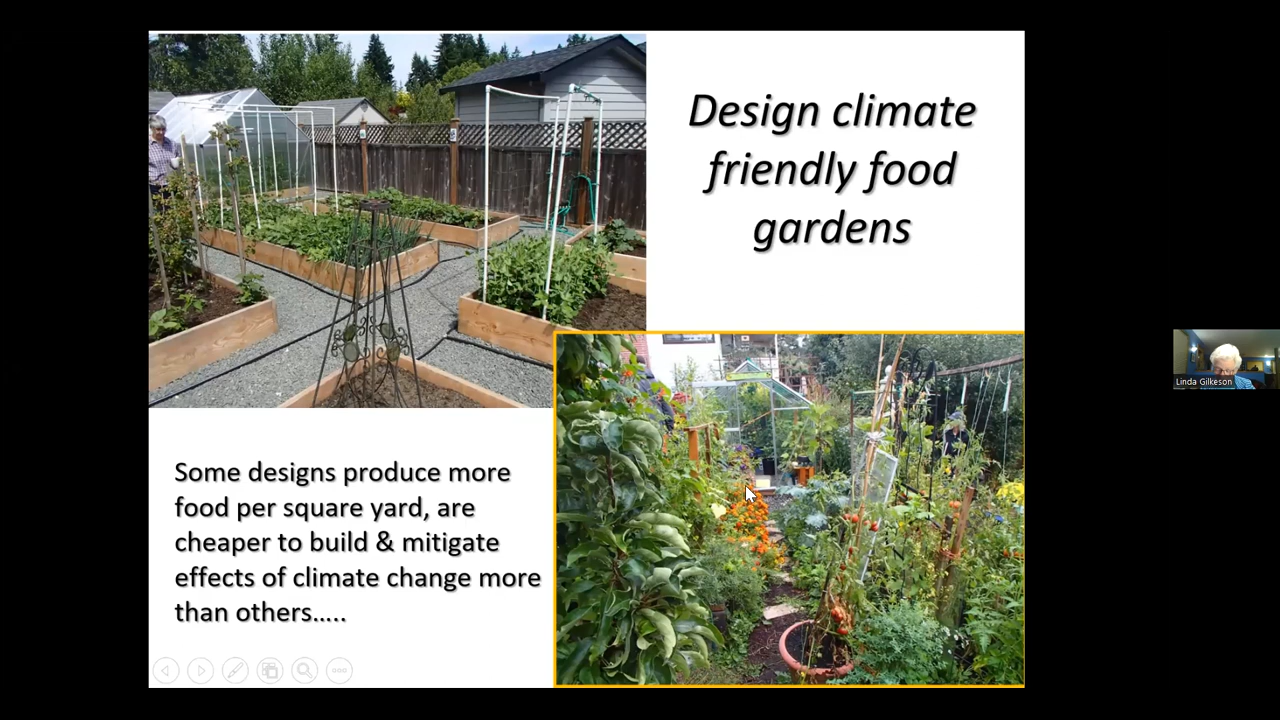 Design climate
friendly food
gardens
Some designs produce more
food per square yard, are
cheaper to build & mitigate
effects of climate change more
than others…..
Linda Gilkeson